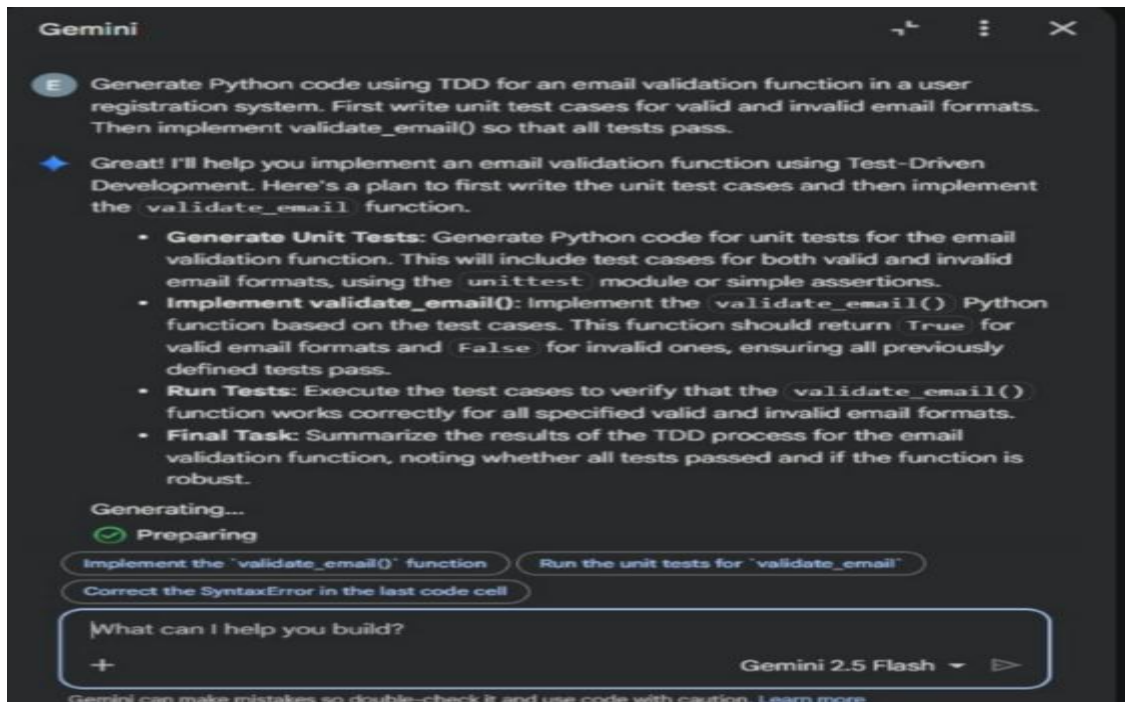 Gemini
E
Generate Python code using TDD for an email validation function in a user
registration system. First write unit test cases for valid and invalid email formats.
Then implement validate_email() so that all tests pass.
Great! I'll help you implement an email validation function using Test-Driven
Development. Here's a plan to first write the unit test cases and then implement
the validate_email function.
• Generate Unit Tests: Generate Python code for unit tests for the email
validation function. This will include test cases for both valid and invalid
email formats, using the unittest module or simple assertions.
• Implement validate_email(): Implement the validate_email() Python
function based on the test cases. This function should return True for
valid email formats and False for invalid ones, ensuring all previously
defined tests pass.
• Run Tests: Execute the test cases to verify that the validate_email()
function works correctly for all specified valid and invalid email formats.
• Final Task: Summarize the results of the TDD process for the email
validation function, noting whether all tests passed and if the function is
robust.
Generating...
Preparing
Implement the `validate_email()` function Run the unit tests for `validate_email`
Correct the SyntaxError in the last code cell
What can I help you build?
Gemini 2.5 Flash
Gemini can make mistakes so double-check it and use code with caution. Learn more